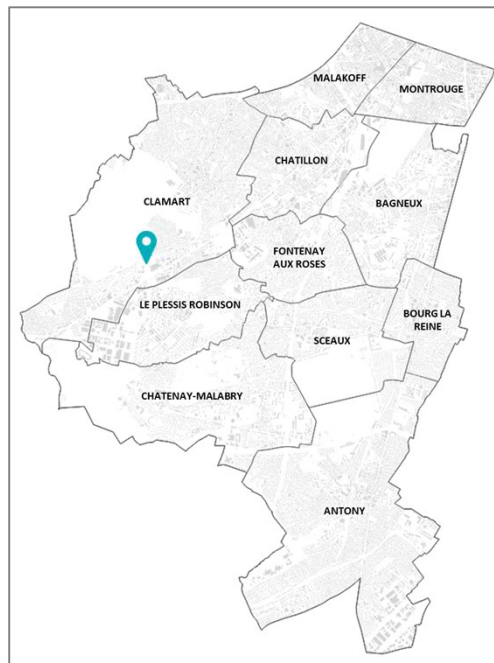 MALAKOFF
MONTROUGE
CHATILLON
CLAMART
BAGNEUX
FONTENAY
AUX ROSES
LE PLESSIS ROBINSON
BOURG LA
REINE
SCEAUX
CHATENAY-MALABRY
ANTONY